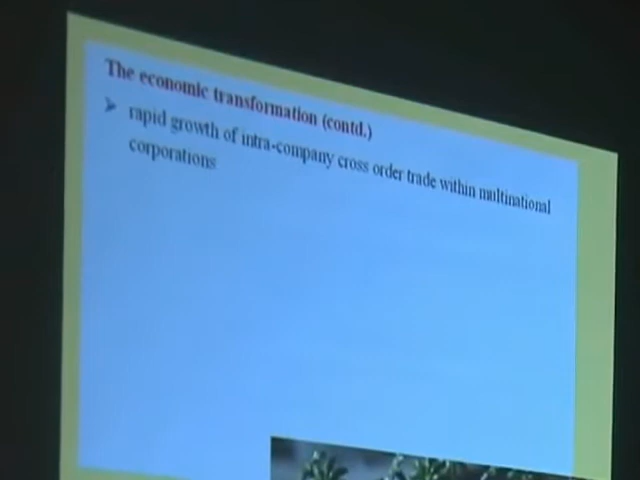 The economic transformation (contd.)
rapid growth of intra-company cross order trade within multinational
corporations